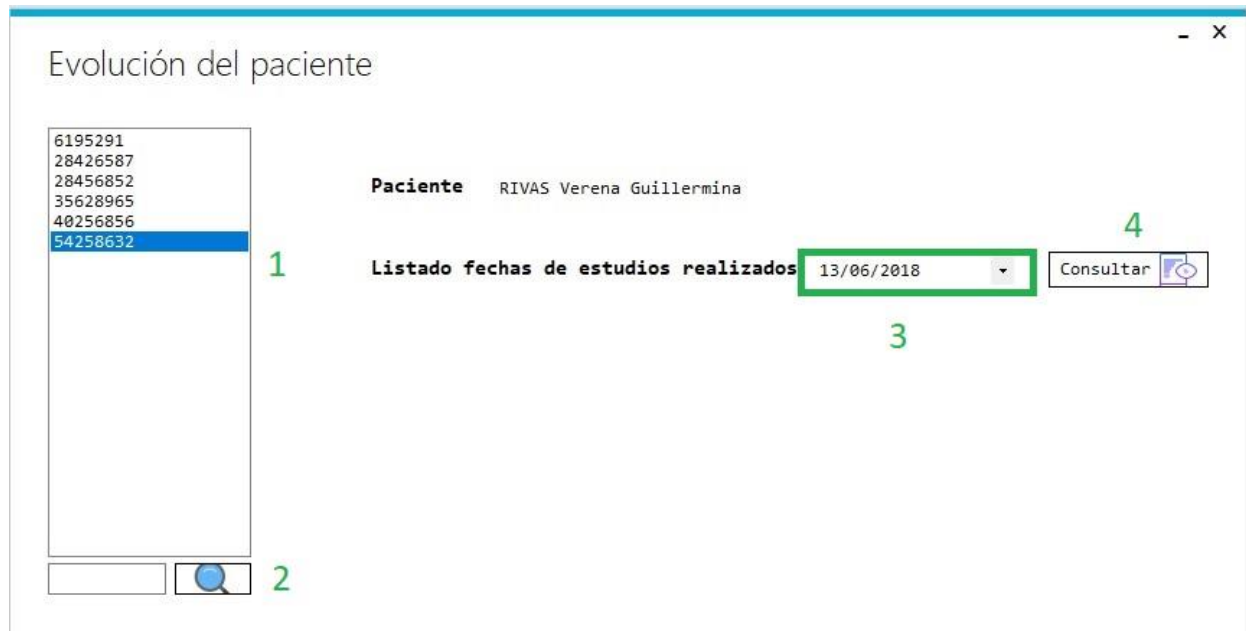 Evolución del paciente
6195291
28426587
28456852
35628965
40256856
54258632
1
2
Paciente RIVAS Verena Guillermina
Listado fechas de estudios realizados 13/06/2018
3
4
Consultar